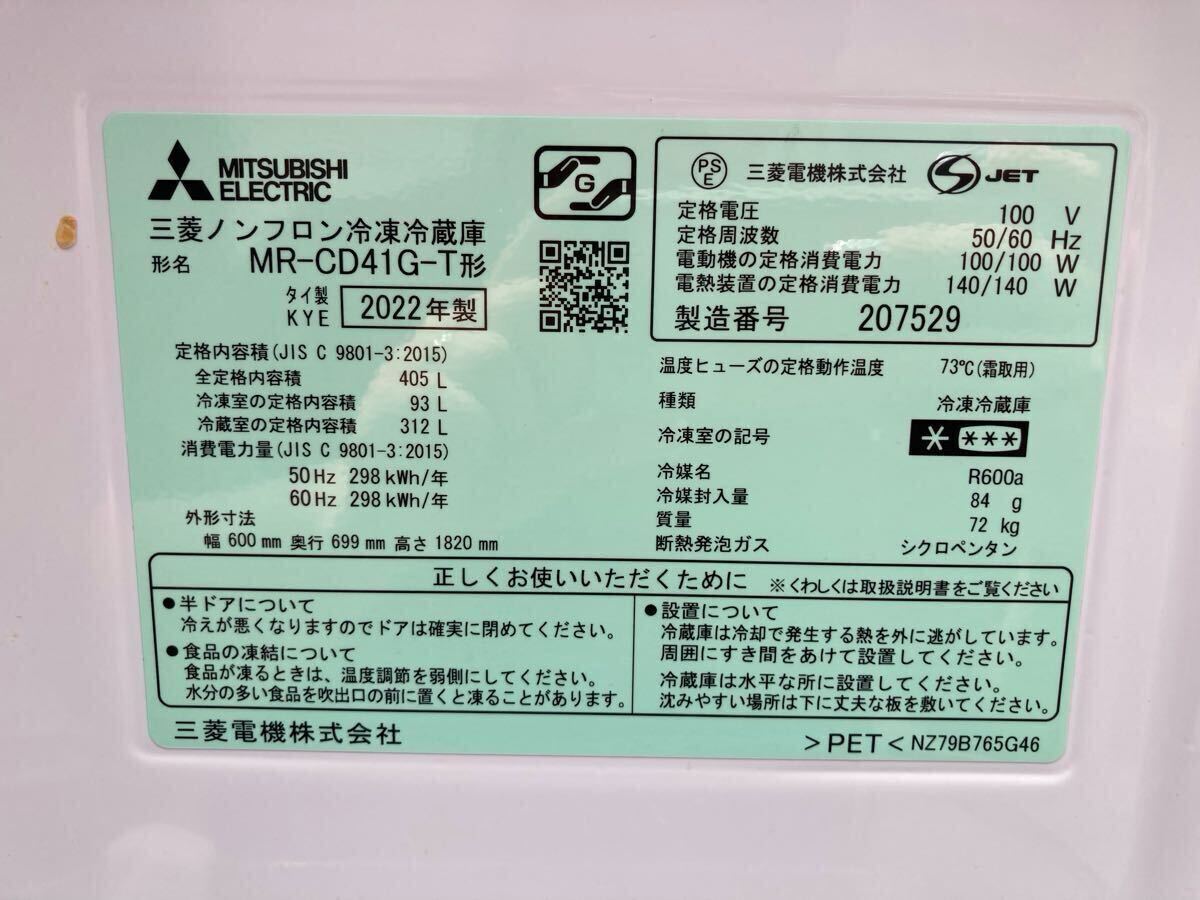 MITSUBISHI
ELECTRIC
G
三菱ノンフロン冷凍冷蔵庫
形名 MR-CD41G-T形
タイ製
KYE 2022年製
定格内容積(JIS C 9801-3:2015)
全定格内容積 405 L
冷凍室の定格内容積 93 L
冷蔵室の定格内容積 312 L
消費電力量(JIS C 9801-3:2015)
50Hz 298kWh/年
60Hz 298kWh/年
外形寸法
幅600mm 奥行699mm 高さ1820mm
PSE 三菱電機株式会社 JET
定格電圧 100 V
定格周波数 50/60 Hz
電動機の定格消費電力 100/100 W
電熱装置の定格消費電力 140/140 W
製造番号 207529
温度ヒューズの定格動作温度 73℃(霜取用)
種類 冷凍冷蔵庫
冷凍室の記号 * ***
冷媒名 R600a
冷媒封入量 84 g
質量 72 kg
断熱発泡ガス シクロペンタン
正しくお使いいただくために ※くわしくは取扱説明書をご覧ください
●半ドアについて
冷えが悪くなりますのでドアは確実に閉めてください。
●食品の凍結について
食品が凍るときは、温度調節を弱側にしてください。
水分の多い食品を吹出口の前に置くと凍ることがあります。
●設置について
冷蔵庫は冷却で発生する熱を外に逃がしています。
周囲にすき間をあけて設置してください。
冷蔵庫は水平な所に設置してください。
沈みやすい場所は下に丈夫な板を敷いてください。
三菱電機株式会社
>PET< NZ79B765G46